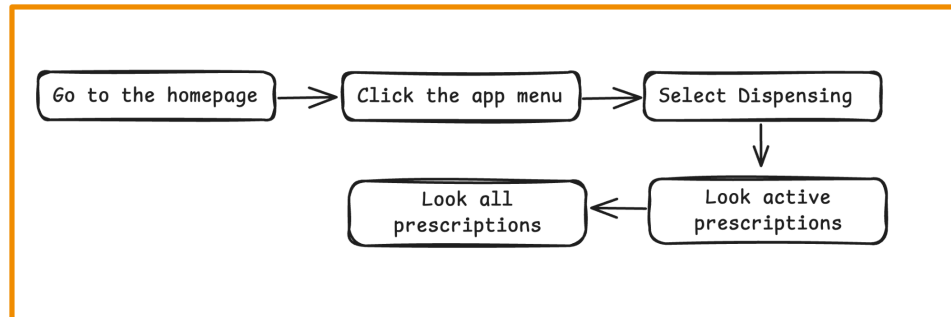 Go to the homepage
Click the app menu
Select Dispensing
Look active
prescriptions
Look all
prescriptions